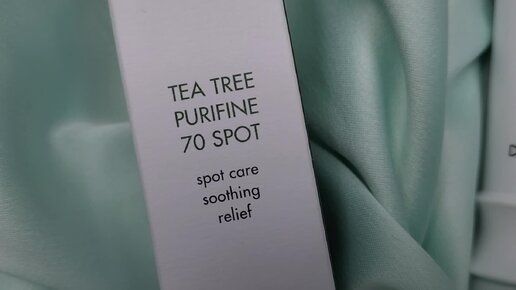 TEA TREE
PURIFINE
70 SPOT
spot care
soothing
relief